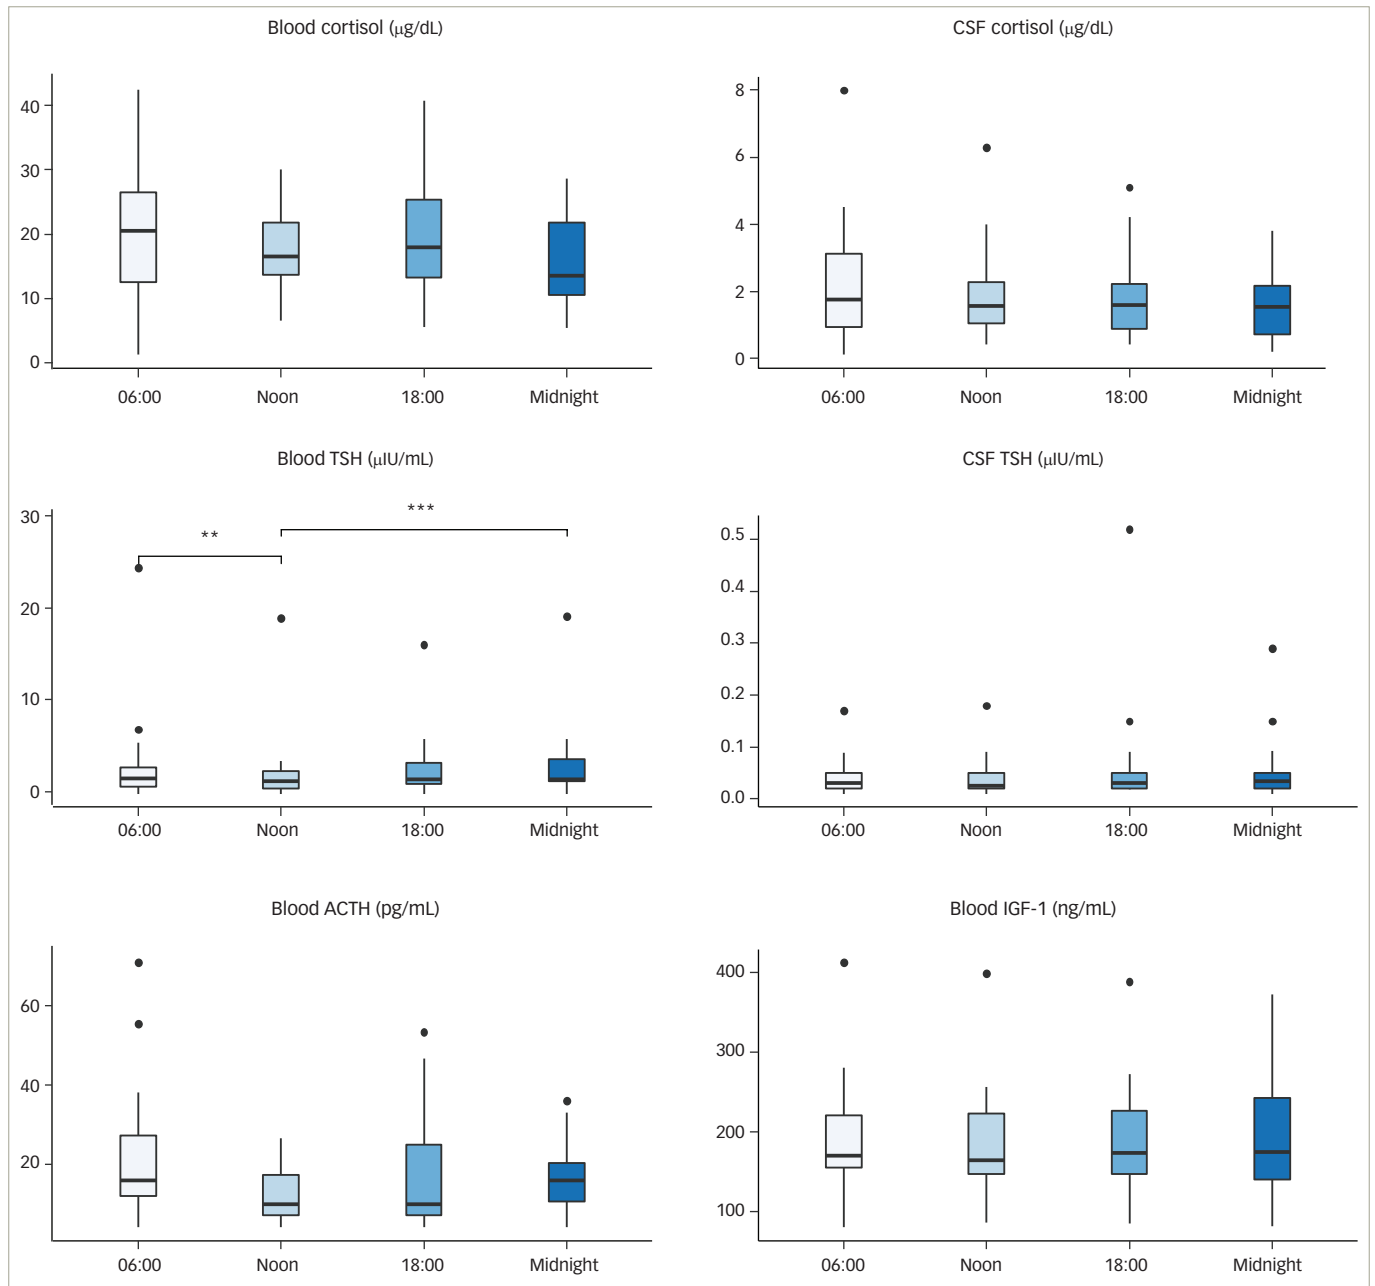 Blood cortisol (μg/dL)
40
30
20
10
0
06:00 Noon 18:00 Midnight
CSF cortisol (μg/dL)
8
6
4
2
0
06:00 Noon 18:00 Midnight
Blood TSH (μIU/mL)
30
20
10
0
** ***
06:00 Noon 18:00 Midnight
CSF TSH (μIU/mL)
0.5
0.4
0.3
0.2
0.1
0.0
06:00 Noon 18:00 Midnight
Blood ACTH (pg/mL)
60
40
20
06:00 Noon 18:00 Midnight
Blood IGF-1 (ng/mL)
400
300
200
100
06:00 Noon 18:00 Midnight